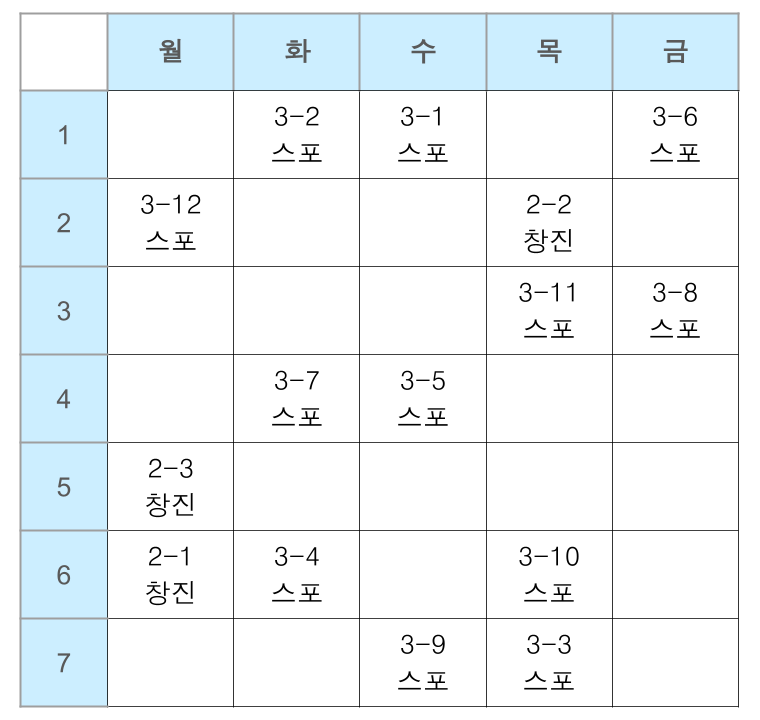 월 화 수 목 금
1 3-2 3-1 3-6
스포 스포 스포
2 3-12 2-2
스포 창진
3 3-11 3-8
스포 스포
4 3-7 3-5
스포 스포
5 2-3
창진
6 2-1 3-4 3-10
창진 스포 스포
7 3-9 3-3
스포 스포